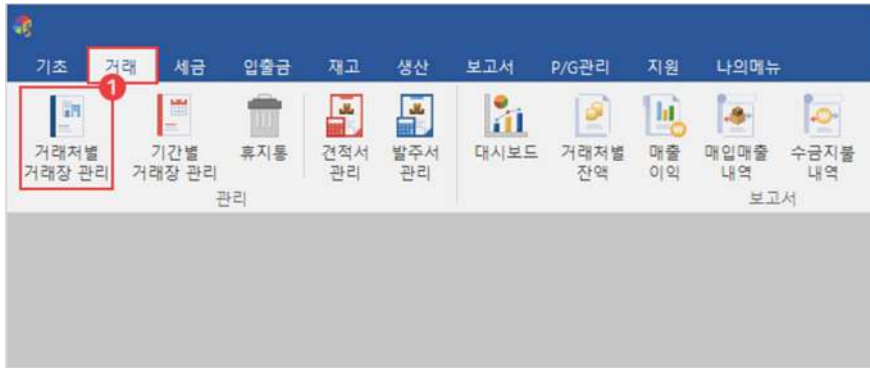 기초 거래 세금 입출금 재고 생산 보고서 P/G관리 지원 나의메뉴
1
거래처별 기간별 휴지통 견적서 발주서 대시보드 거래처별 매출 매입매출 수금지불
거래장 관리 거래장 관리 관리 관리 잔액 이익 내역 내역
관리 보고서